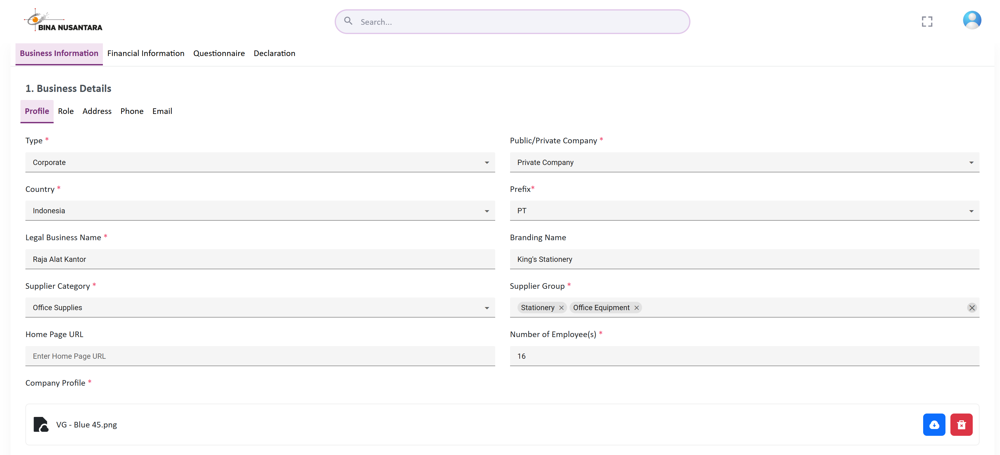 BINA NUSANTARA
Search...
Business Information Financial Information Questionnaire Declaration
1. Business Details
Profile Role Address Phone Email
Type *
Public/Private Company *
Corporate
Private Company
Country *
Prefix*
Indonesia
PT
Legal Business Name *
Branding Name
Raja Alat Kantor
King's Stationery
Supplier Category *
Supplier Group *
Office Supplies
Stationery Office Equipment
Home Page URL
Number of Employee(s) *
Enter Home Page URL
16
Company Profile *
VG - Blue 45.png